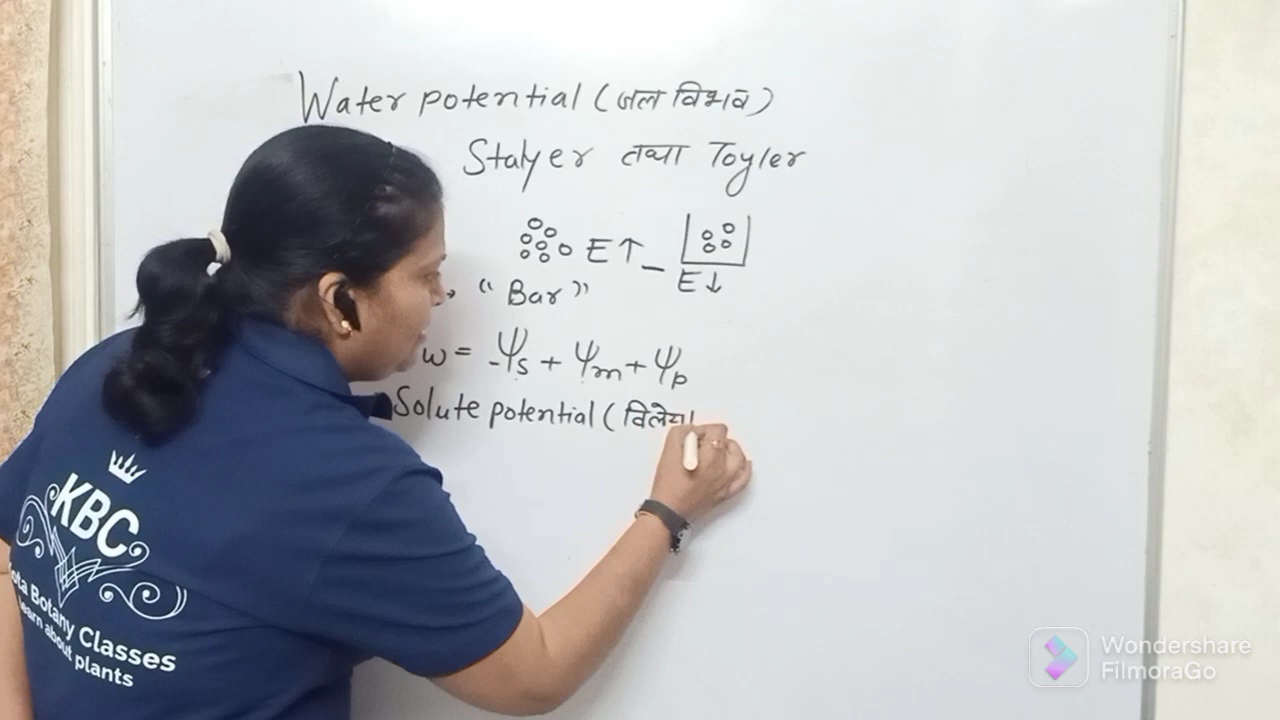 Water potential (जल विभव)
Stalyer तथा Toyler
E↑ _ E↓
"Bar"
w = -Ψs + Ψm + Ψp
Solute potential (विलेय
KBC
ota Botany Classes
learn about plants
Wondershare
FilmoraGo